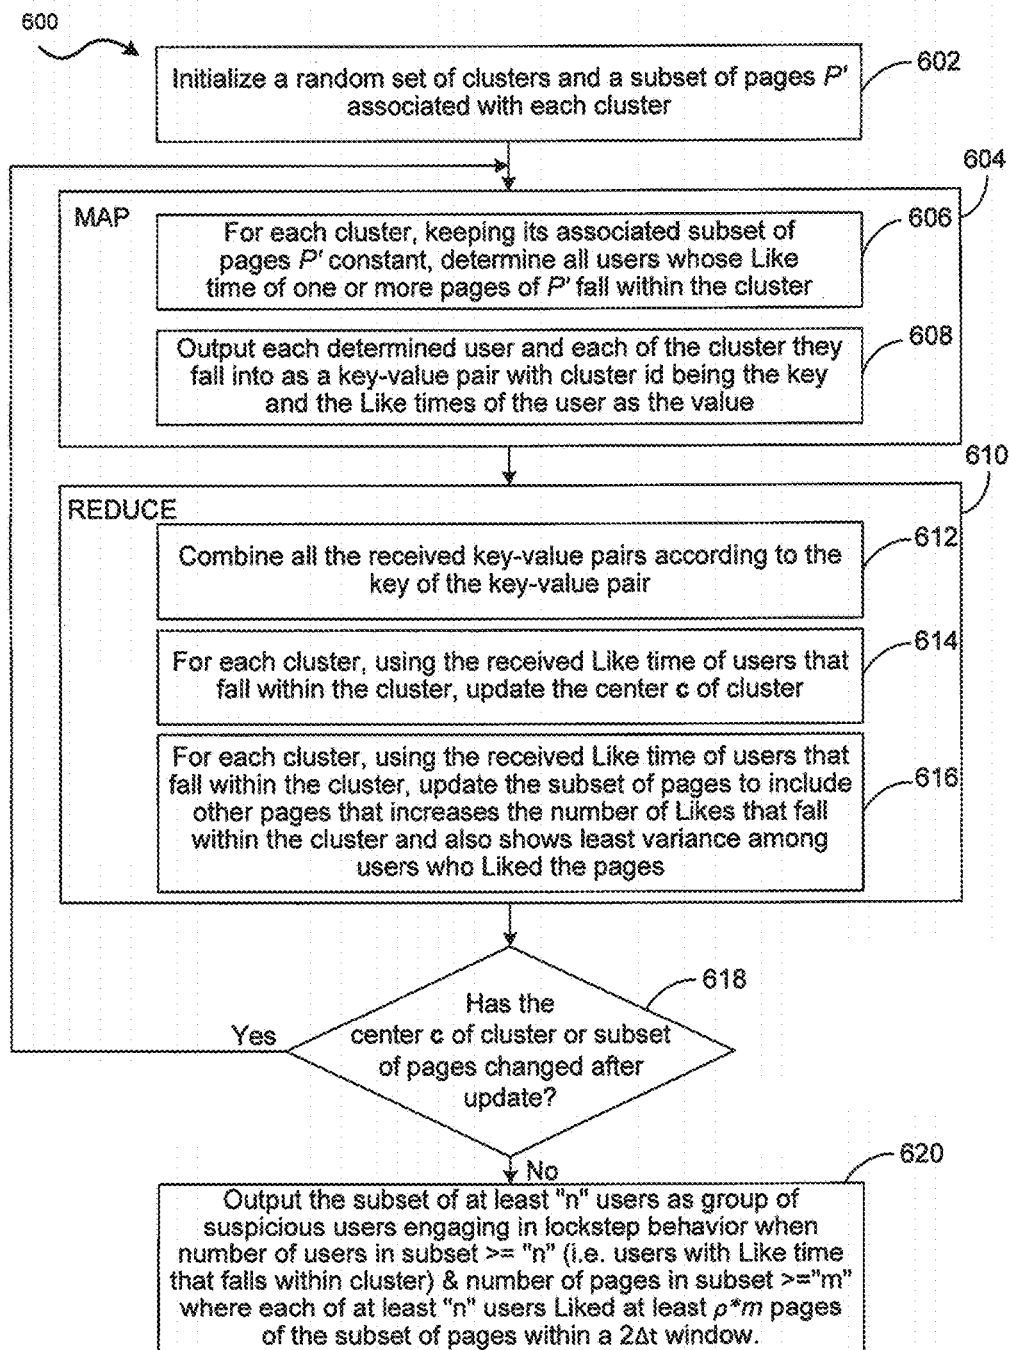 600
602
Initialize a random set of clusters and a subset of pages P'
associated with each cluster
604
MAP
606
For each cluster, keeping its associated subset of
pages P' constant, determine all users whose Like
time of one or more pages of P' fall within the cluster
608
Output each determined user and each of the cluster they
fall into as a key-value pair with cluster id being the key
and the Like times of the user as the value
610
REDUCE
612
Combine all the received key-value pairs according to the
key of the key-value pair
614
For each cluster, using the received Like time of users that
fall within the cluster, update the center c of cluster
616
For each cluster, using the received Like time of users that
fall within the cluster, update the subset of pages to include
other pages that increases the number of Likes that fall
within the cluster and also shows least variance among
users who Liked the pages
618
Has the
center c of cluster or subset
of pages changed after
update?
Yes
No
620
Output the subset of at least "n" users as group of
suspicious users engaging in lockstep behavior when
number of users in subset >= "n" (i.e. users with Like time
that falls within cluster) & number of pages in subset >="m"
where each of at least "n" users Liked at least ρ*m pages
of the subset of pages within a 2Δt window.